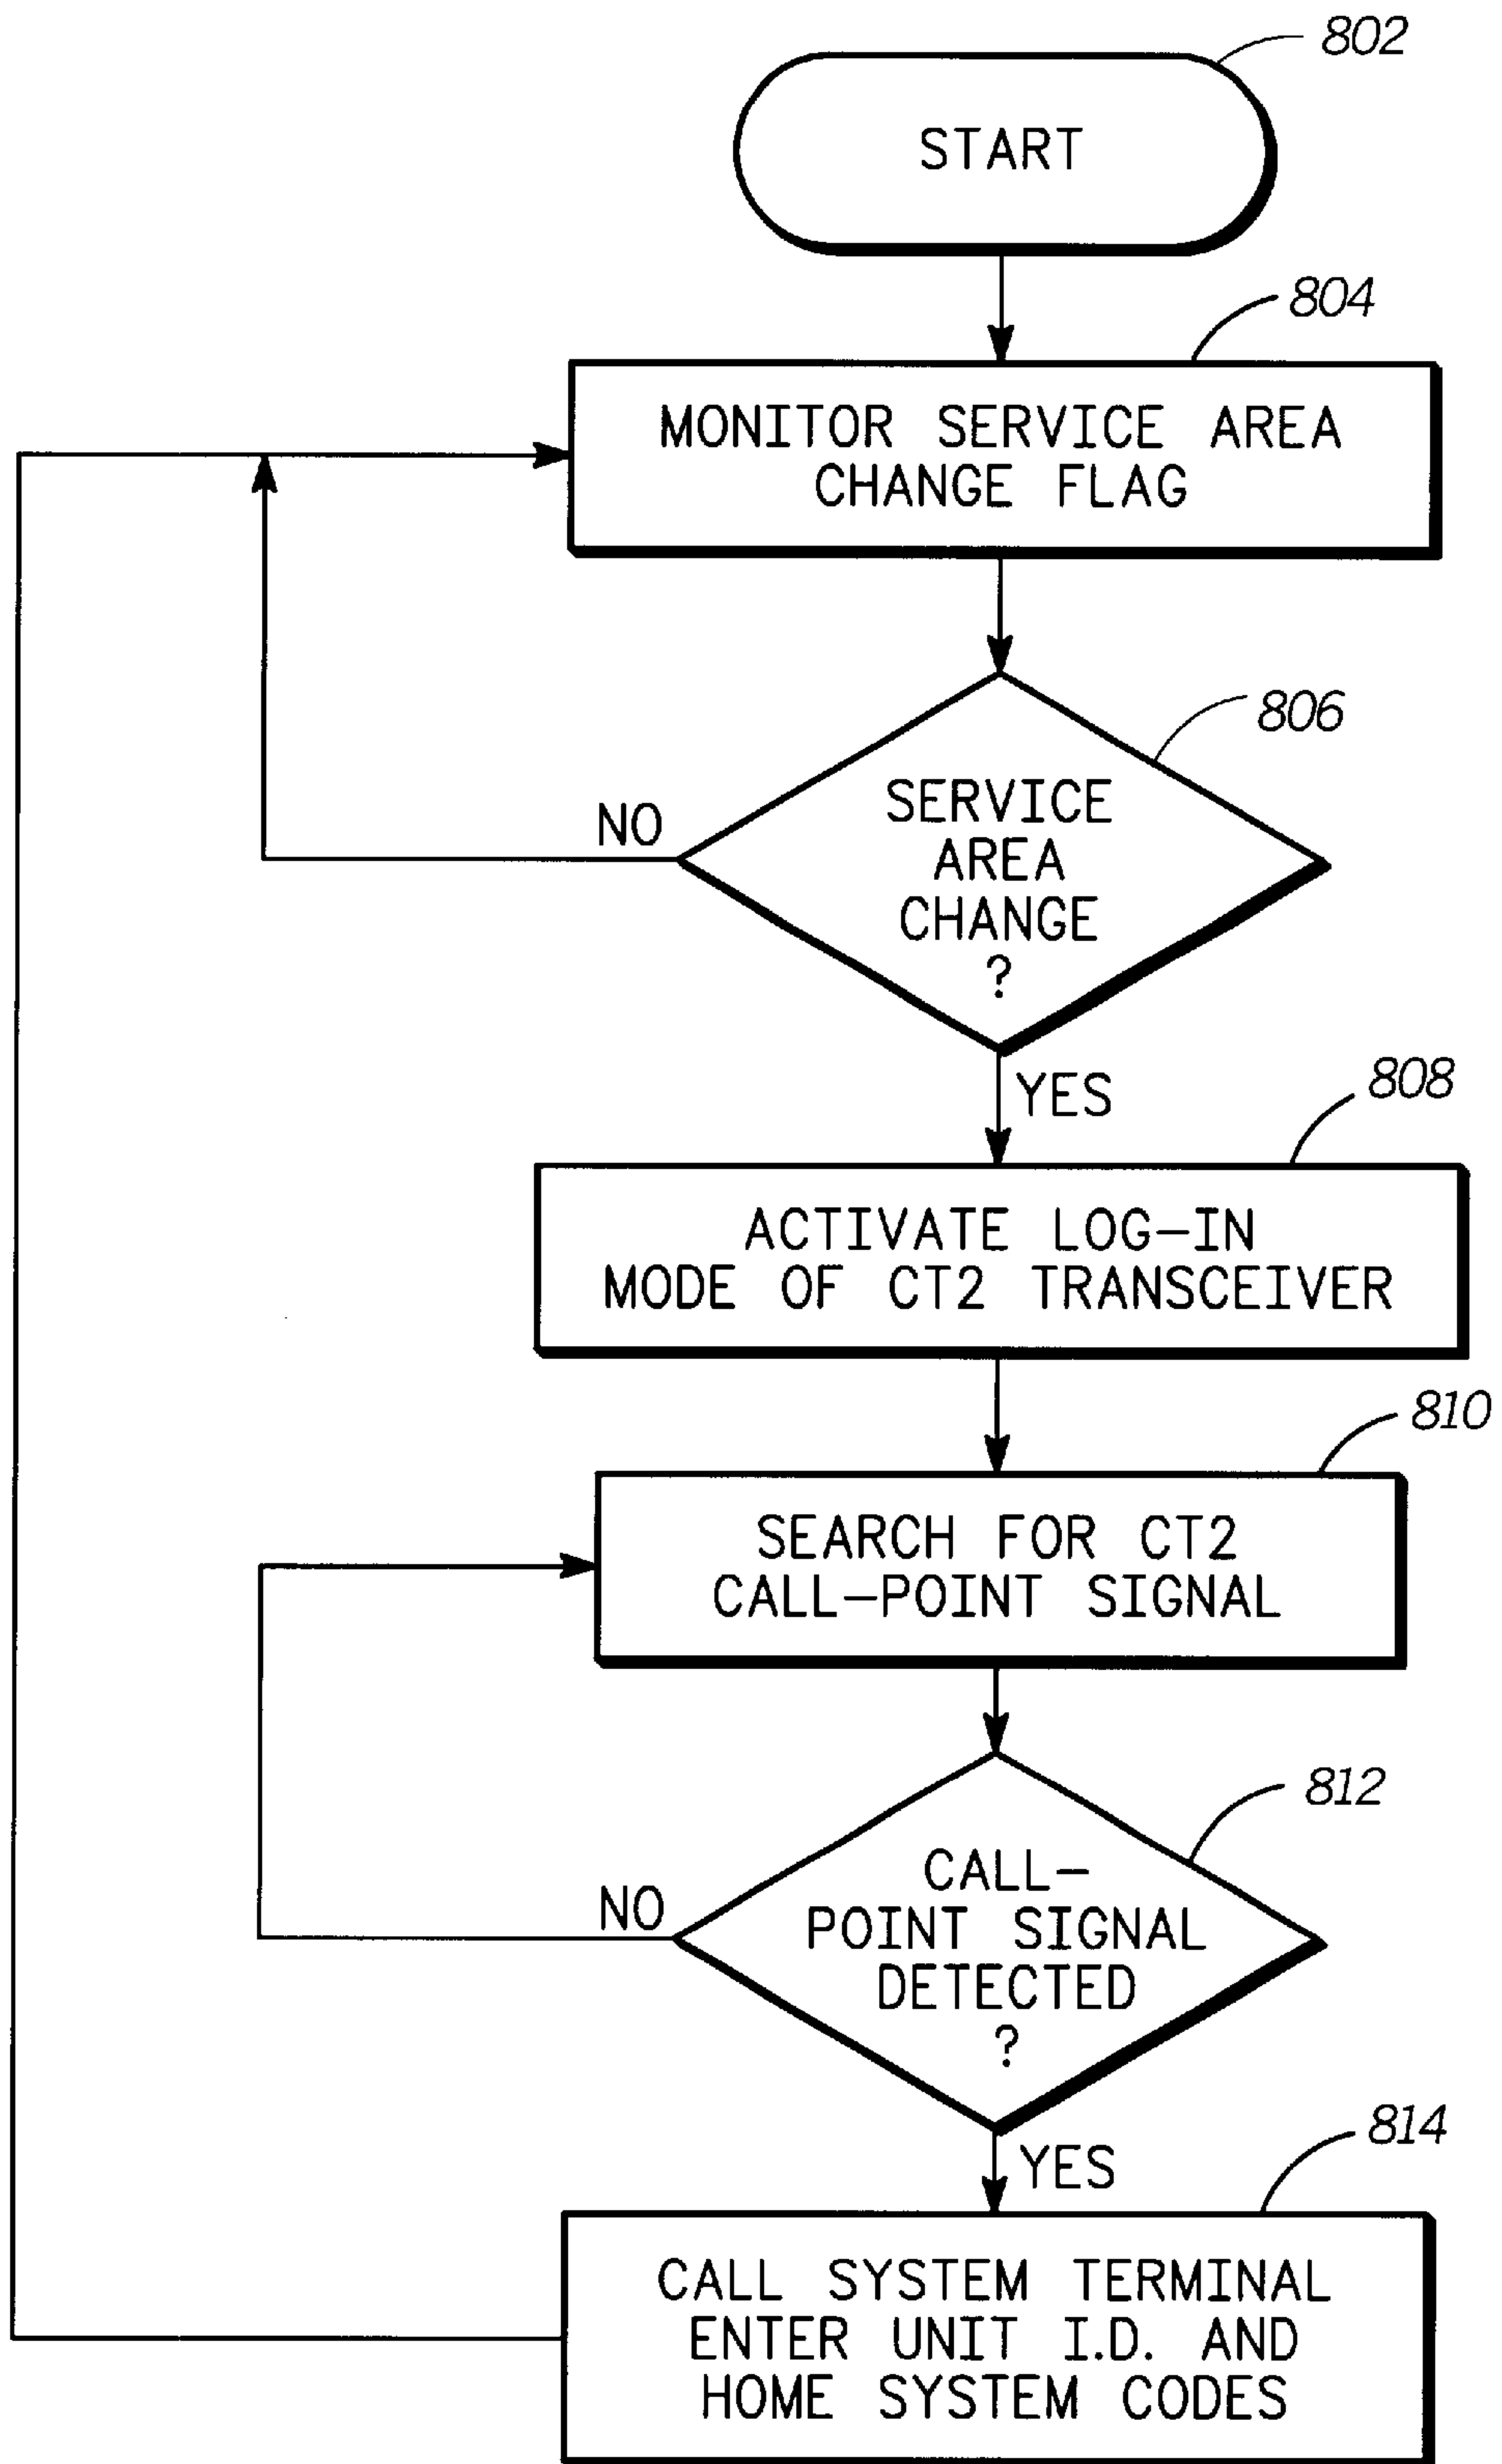 802
START
804
MONITOR SERVICE AREA
CHANGE FLAG
806
SERVICE
AREA
CHANGE
?
NO
YES
808
ACTIVATE LOG-IN
MODE OF CT2 TRANSCEIVER
810
SEARCH FOR CT2
CALL-POINT SIGNAL
812
CALL-
POINT SIGNAL
DETECTED
?
NO
YES
814
CALL SYSTEM TERMINAL
ENTER UNIT I.D. AND
HOME SYSTEM CODES